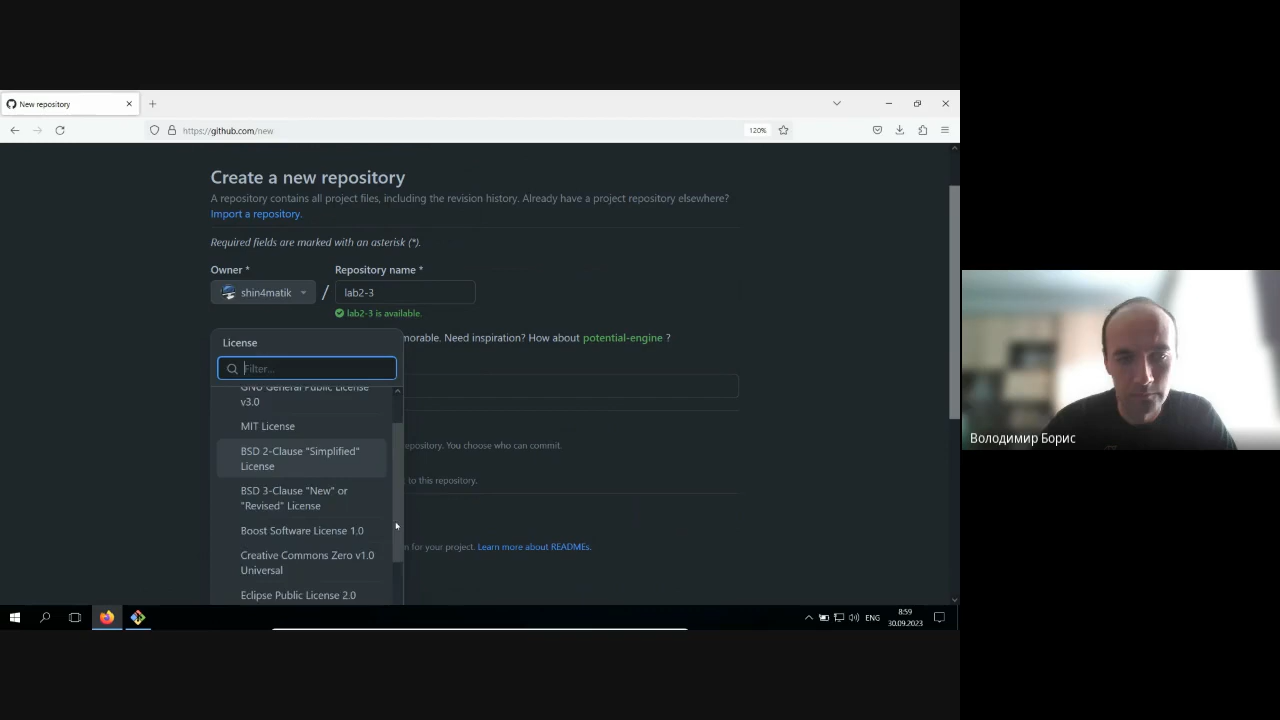 New repository
https://github.com/new
120%
Create a new repository
A repository contains all project files, including the revision history. Already have a project repository elsewhere?
Import a repository.
Required fields are marked with an asterisk (*).
Owner *
Repository name *
shin4matik
/
lab2-3
lab2-3 is available.
License
morable. Need inspiration? How about potential-engine ?
Filter...
GNU General Public License
v3.0
MIT License
BSD 2-Clause "Simplified"
License
epository. You choose who can commit.
to this repository.
BSD 3-Clause "New" or
"Revised" License
Boost Software License 1.0
n for your project. Learn more about READMEs.
Creative Commons Zero v1.0
Universal
Eclipse Public License 2.0
ENG
8:59
30.09.2023
Володимир Борис